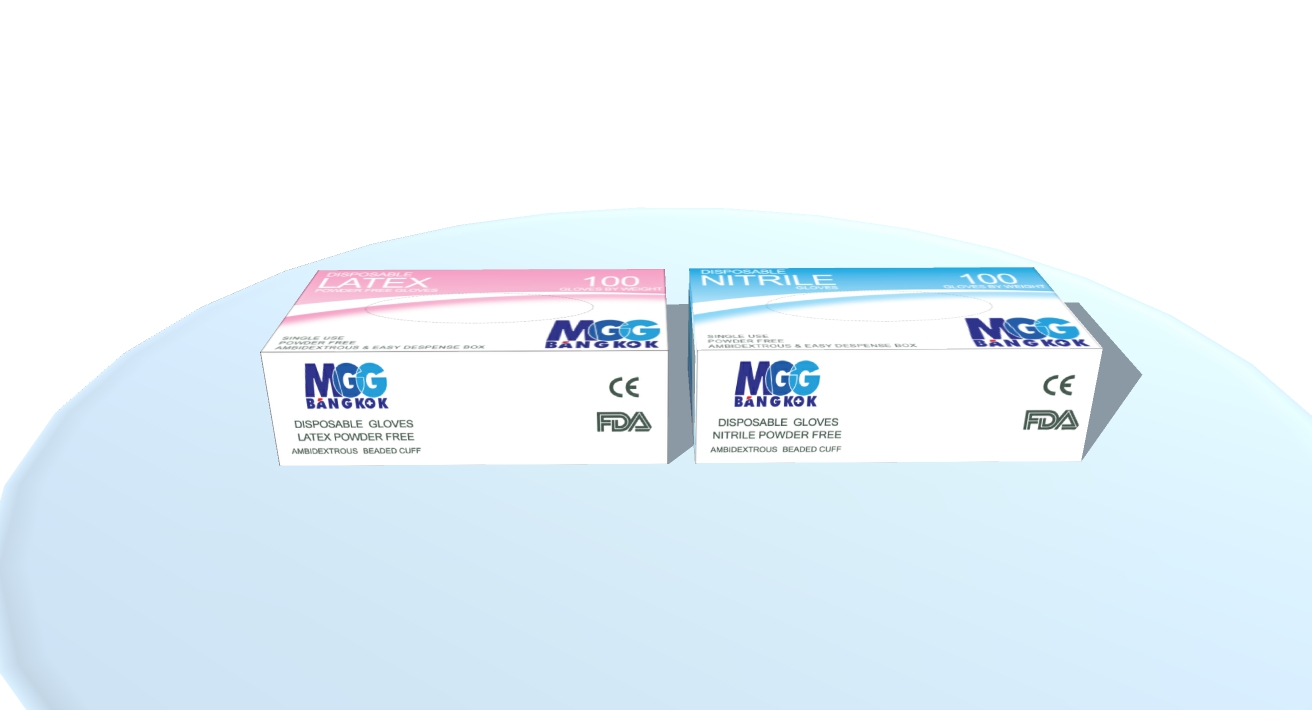 DISPOSABLE
LATEX
POWDER FREE GLOVES
100
GLOVES BY WEIGHT
SINGLE USE
POWDER FREE
AMBIDEXTROUS & EASY DESPENSE BOX
MGG
BANGKOK
MGG
BANGKOK
DISPOSABLE GLOVES
LATEX POWDER FREE
AMBIDEXTROUS BEADED CUFF
CE
FDA
DISPOSABLE
NITRILE
GLOVES
100
GLOVES BY WEIGHT
SINGLE USE
POWDER FREE
AMBIDEXTROUS & EASY DESPENSE BOX
MGG
BANGKOK
MGG
BANGKOK
DISPOSABLE GLOVES
NITRILE POWDER FREE
AMBIDEXTROUS BEADED CUFF
CE
FDA